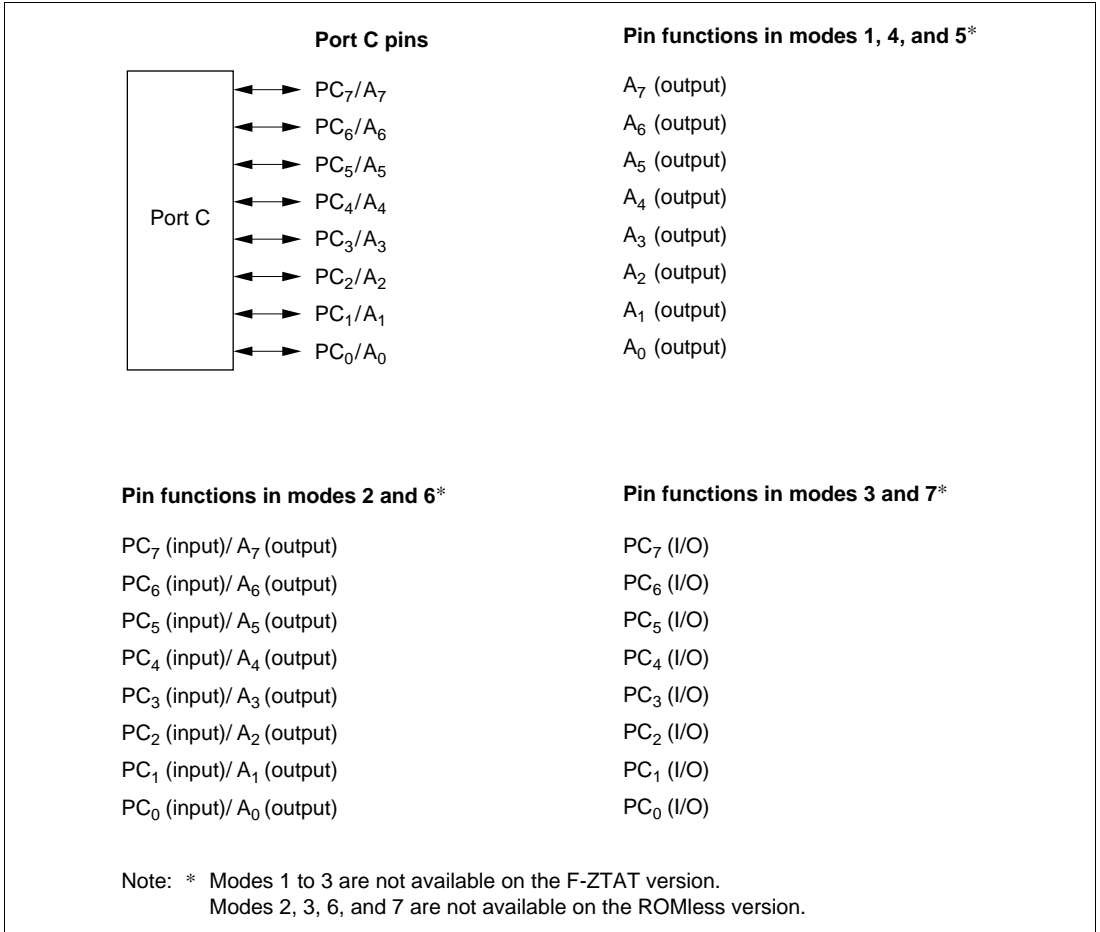 Port C pins
Pin functions in modes 1, 4, and 5*
Port C
PC7/A7
A7 (output)
PC6/A6
A6 (output)
PC5/A5
A5 (output)
PC4/A4
A4 (output)
PC3/A3
A3 (output)
PC2/A2
A2 (output)
PC1/A1
A1 (output)
PC0/A0
A0 (output)
Pin functions in modes 2 and 6*
PC7 (input)/ A7 (output)
PC6 (input)/ A6 (output)
PC5 (input)/ A5 (output)
PC4 (input)/ A4 (output)
PC3 (input)/ A3 (output)
PC2 (input)/ A2 (output)
PC1 (input)/ A1 (output)
PC0 (input)/ A0 (output)
Pin functions in modes 3 and 7*
PC7 (I/O)
PC6 (I/O)
PC5 (I/O)
PC4 (I/O)
PC3 (I/O)
PC2 (I/O)
PC1 (I/O)
PC0 (I/O)
Note: * Modes 1 to 3 are not available on the F-ZTAT version.
Modes 2, 3, 6, and 7 are not available on the ROMless version.